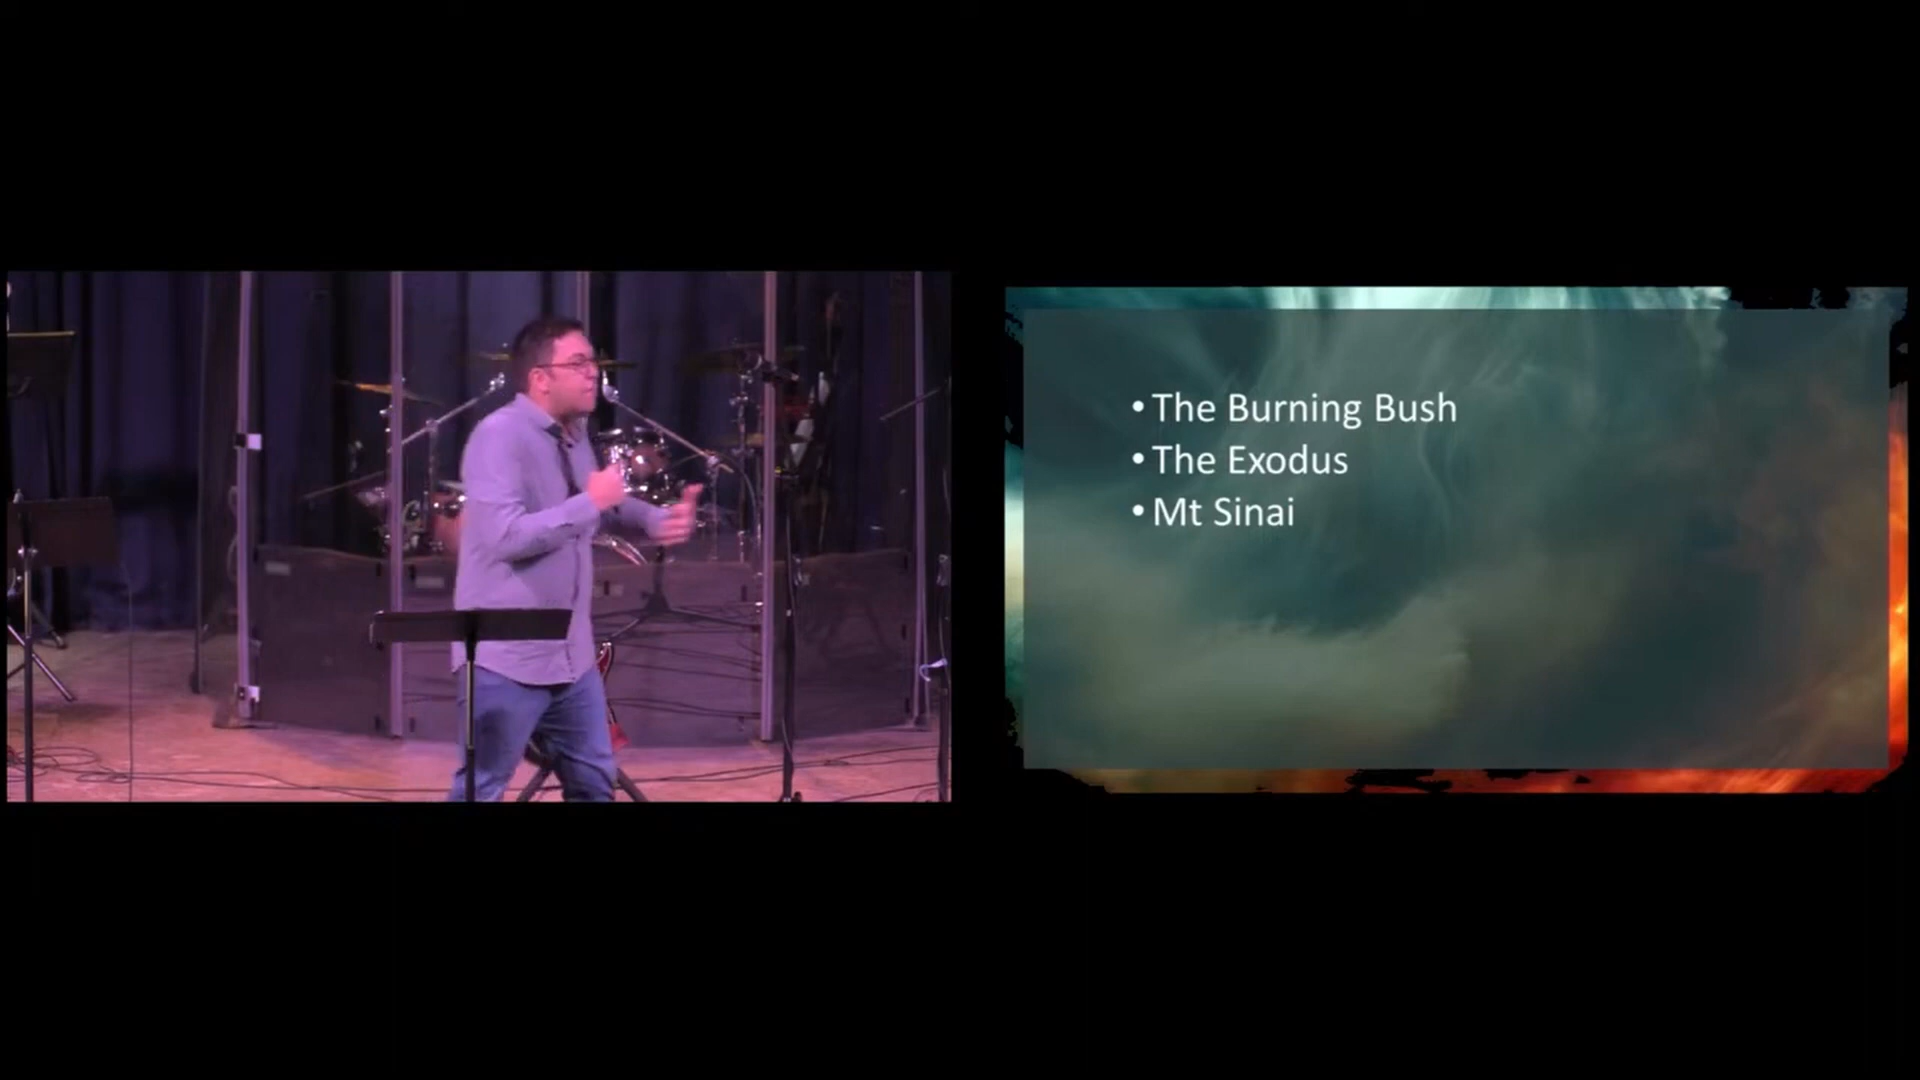 • The Burning Bush
• The Exodus
• Mt Sinai